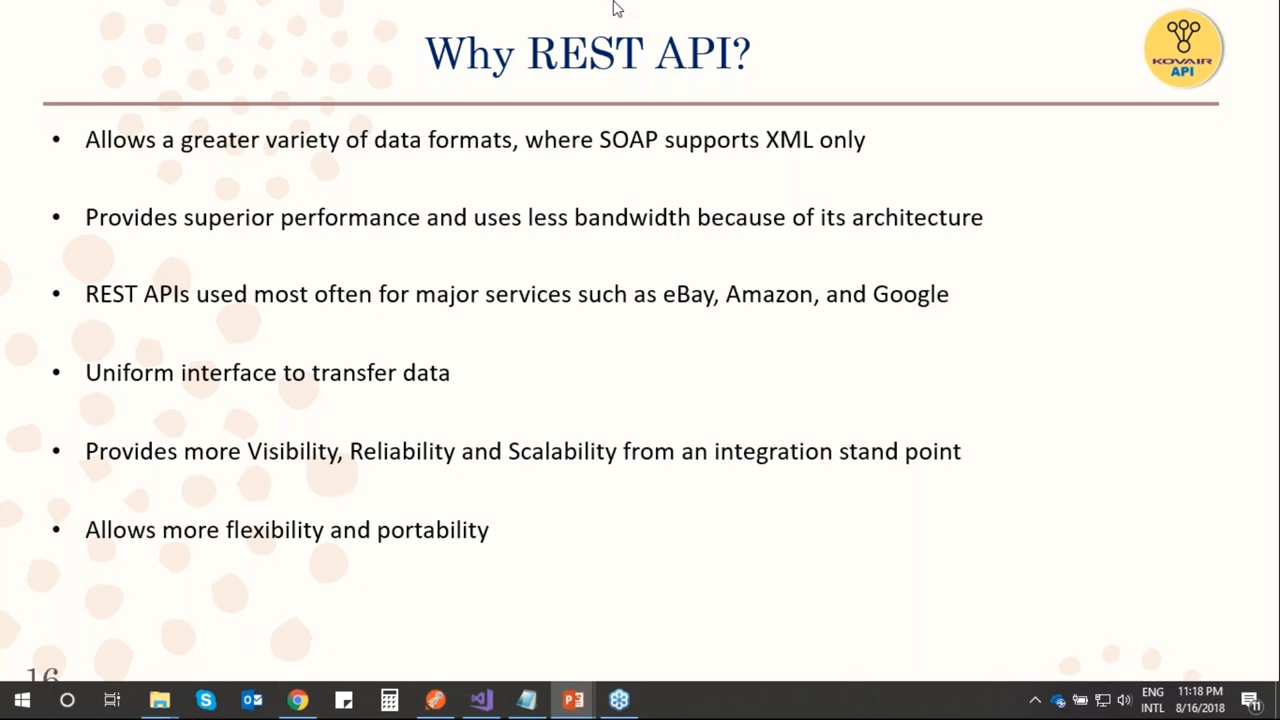 Why REST API?
KOVAIR
API
• Allows a greater variety of data formats, where SOAP supports XML only
• Provides superior performance and uses less bandwidth because of its architecture
• REST APIs used most often for major services such as eBay, Amazon, and Google
• Uniform interface to transfer data
• Provides more Visibility, Reliability and Scalability from an integration stand point
• Allows more flexibility and portability
16
ENG 11:18 PM
INTL 8/16/2018
11